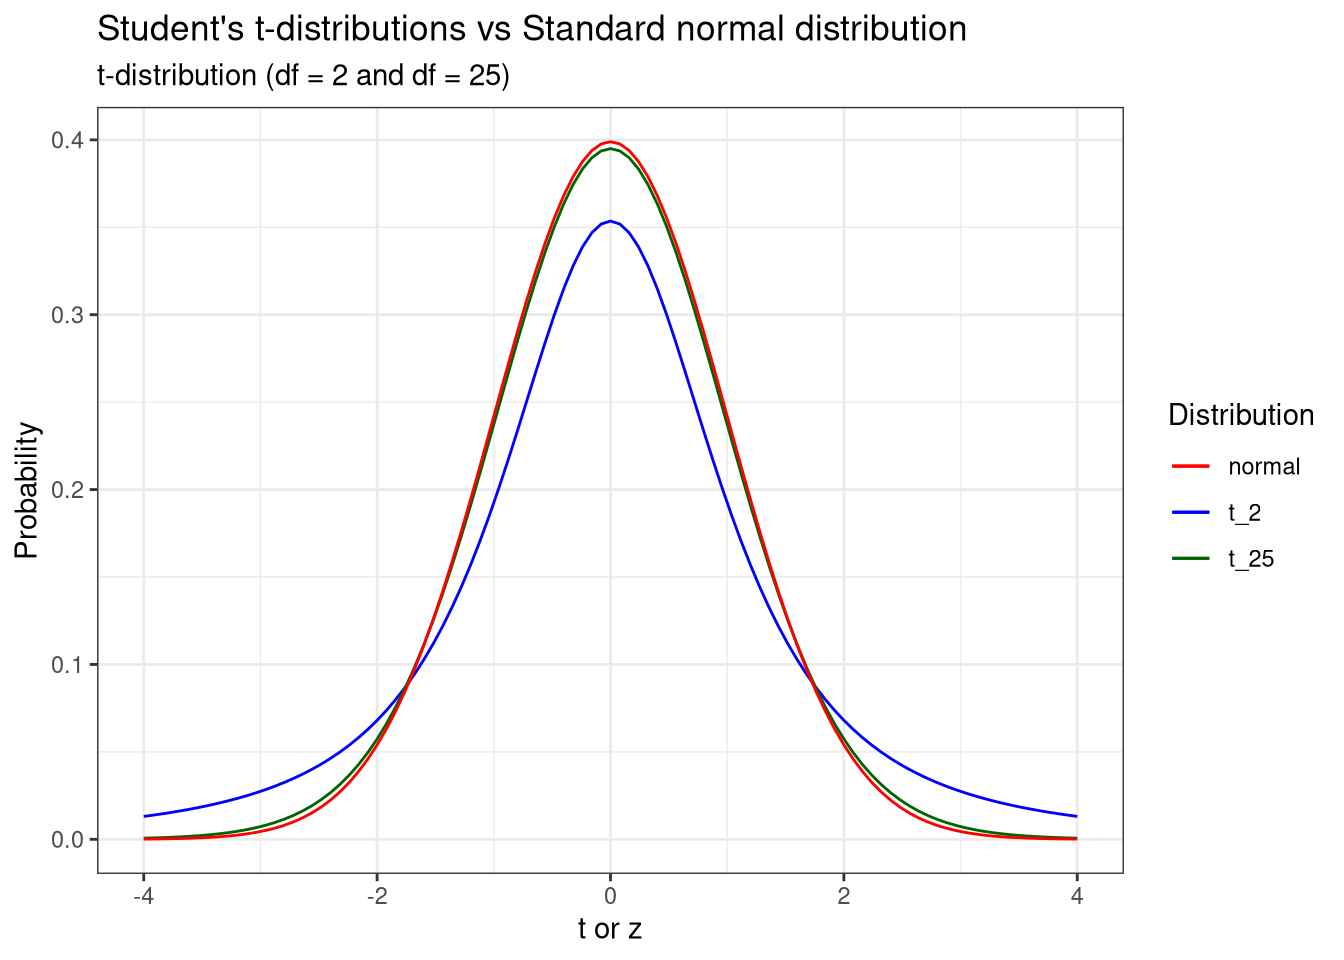 Student's t-distributions vs Standard normal distribution
t-distribution (df = 2 and df = 25)
Probability
0.4
0.3
0.2
0.1
0.0
-4
-2
0
2
4
t or z
Distribution
normal
t_2
t_25